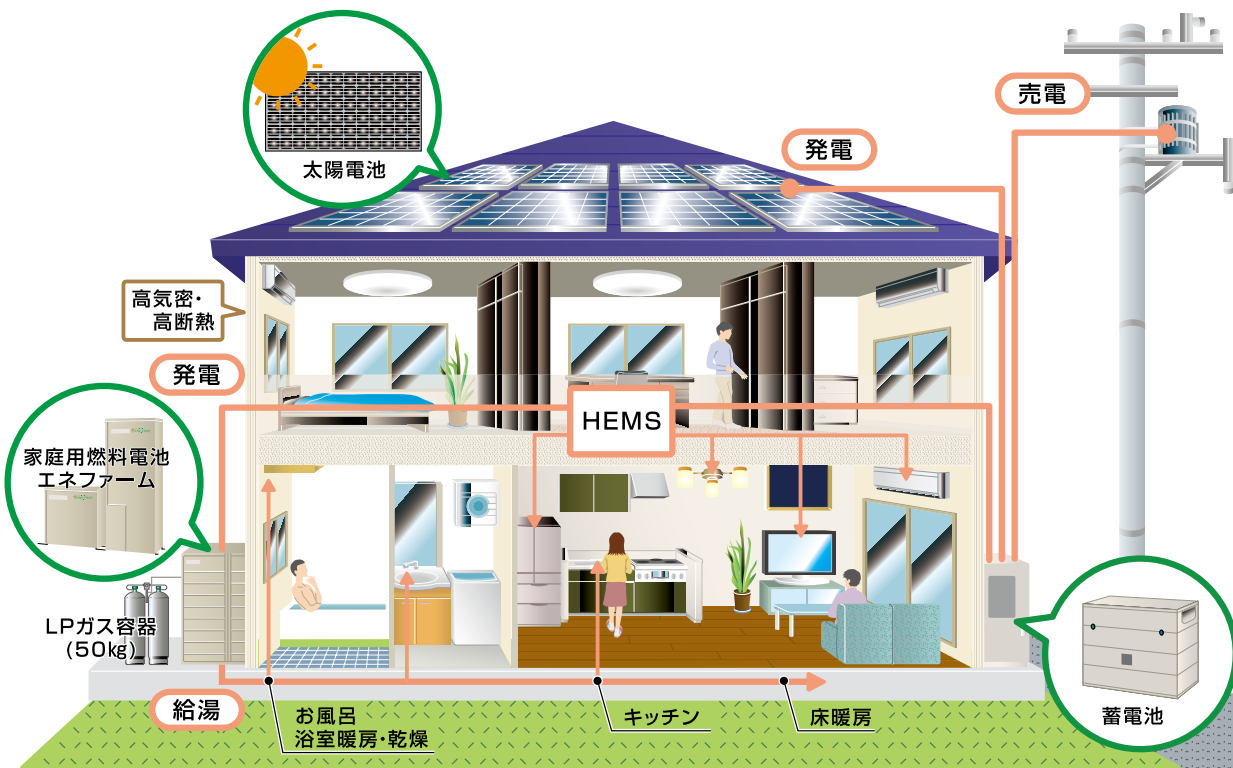 太陽電池
売電
発電
高気密・
高断熱
発電
HEMS
家庭用燃料電池
エネファーム
LPガス容器
(50kg)
給湯
お風呂
浴室暖房・乾燥
キッチン
床暖房
蓄電池